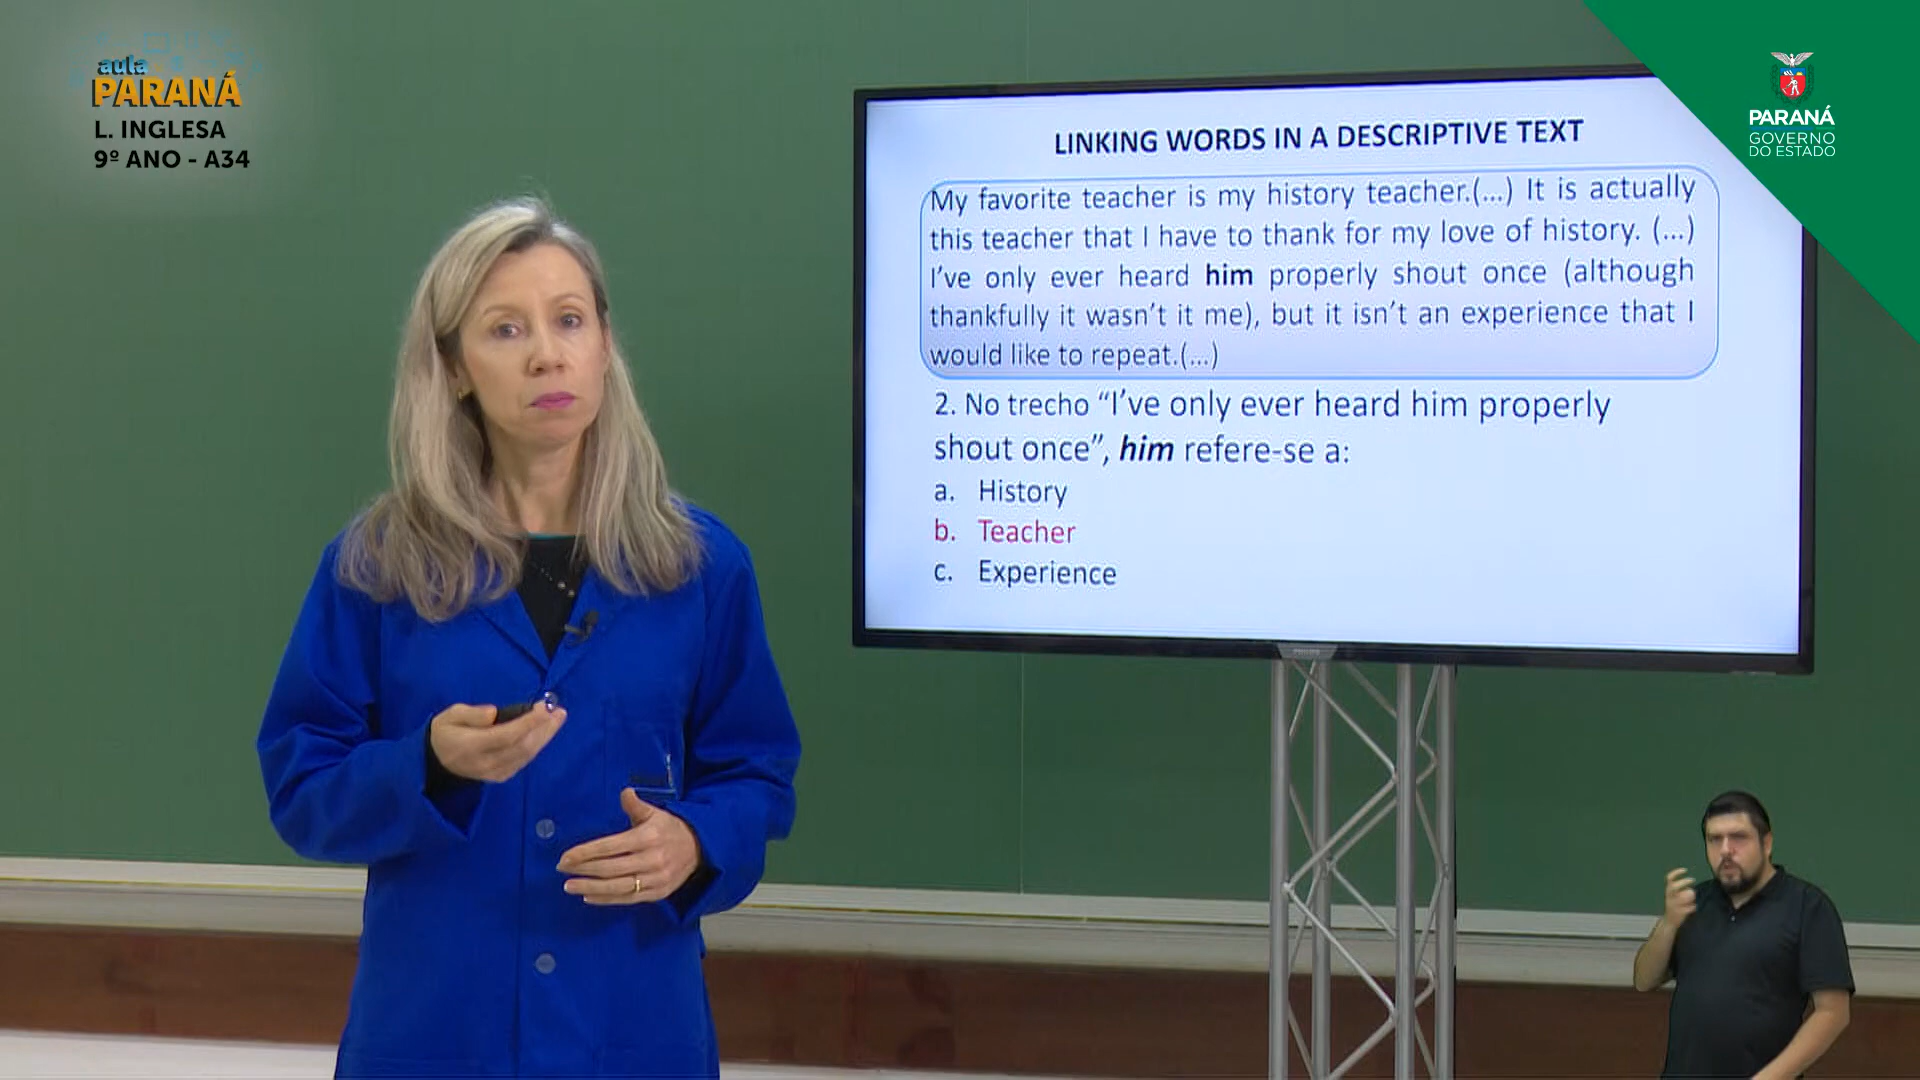 aula
PARANÁ
L. INGLESA
9º ANO - A34
PARANÁ
GOVERNO
DO ESTADO
LINKING WORDS IN A DESCRIPTIVE TEXT
My favorite teacher is my history teacher.(...) It is actually
this teacher that I have to thank for my love of history. (...)
I've only ever heard him properly shout once (although
thankfully it wasn't it me), but it isn't an experience that I
would like to repeat.(...)
2. No trecho “I've only ever heard him properly
shout once”, him refere-se a:
a. History
b. Teacher
c. Experience
PHILIPS